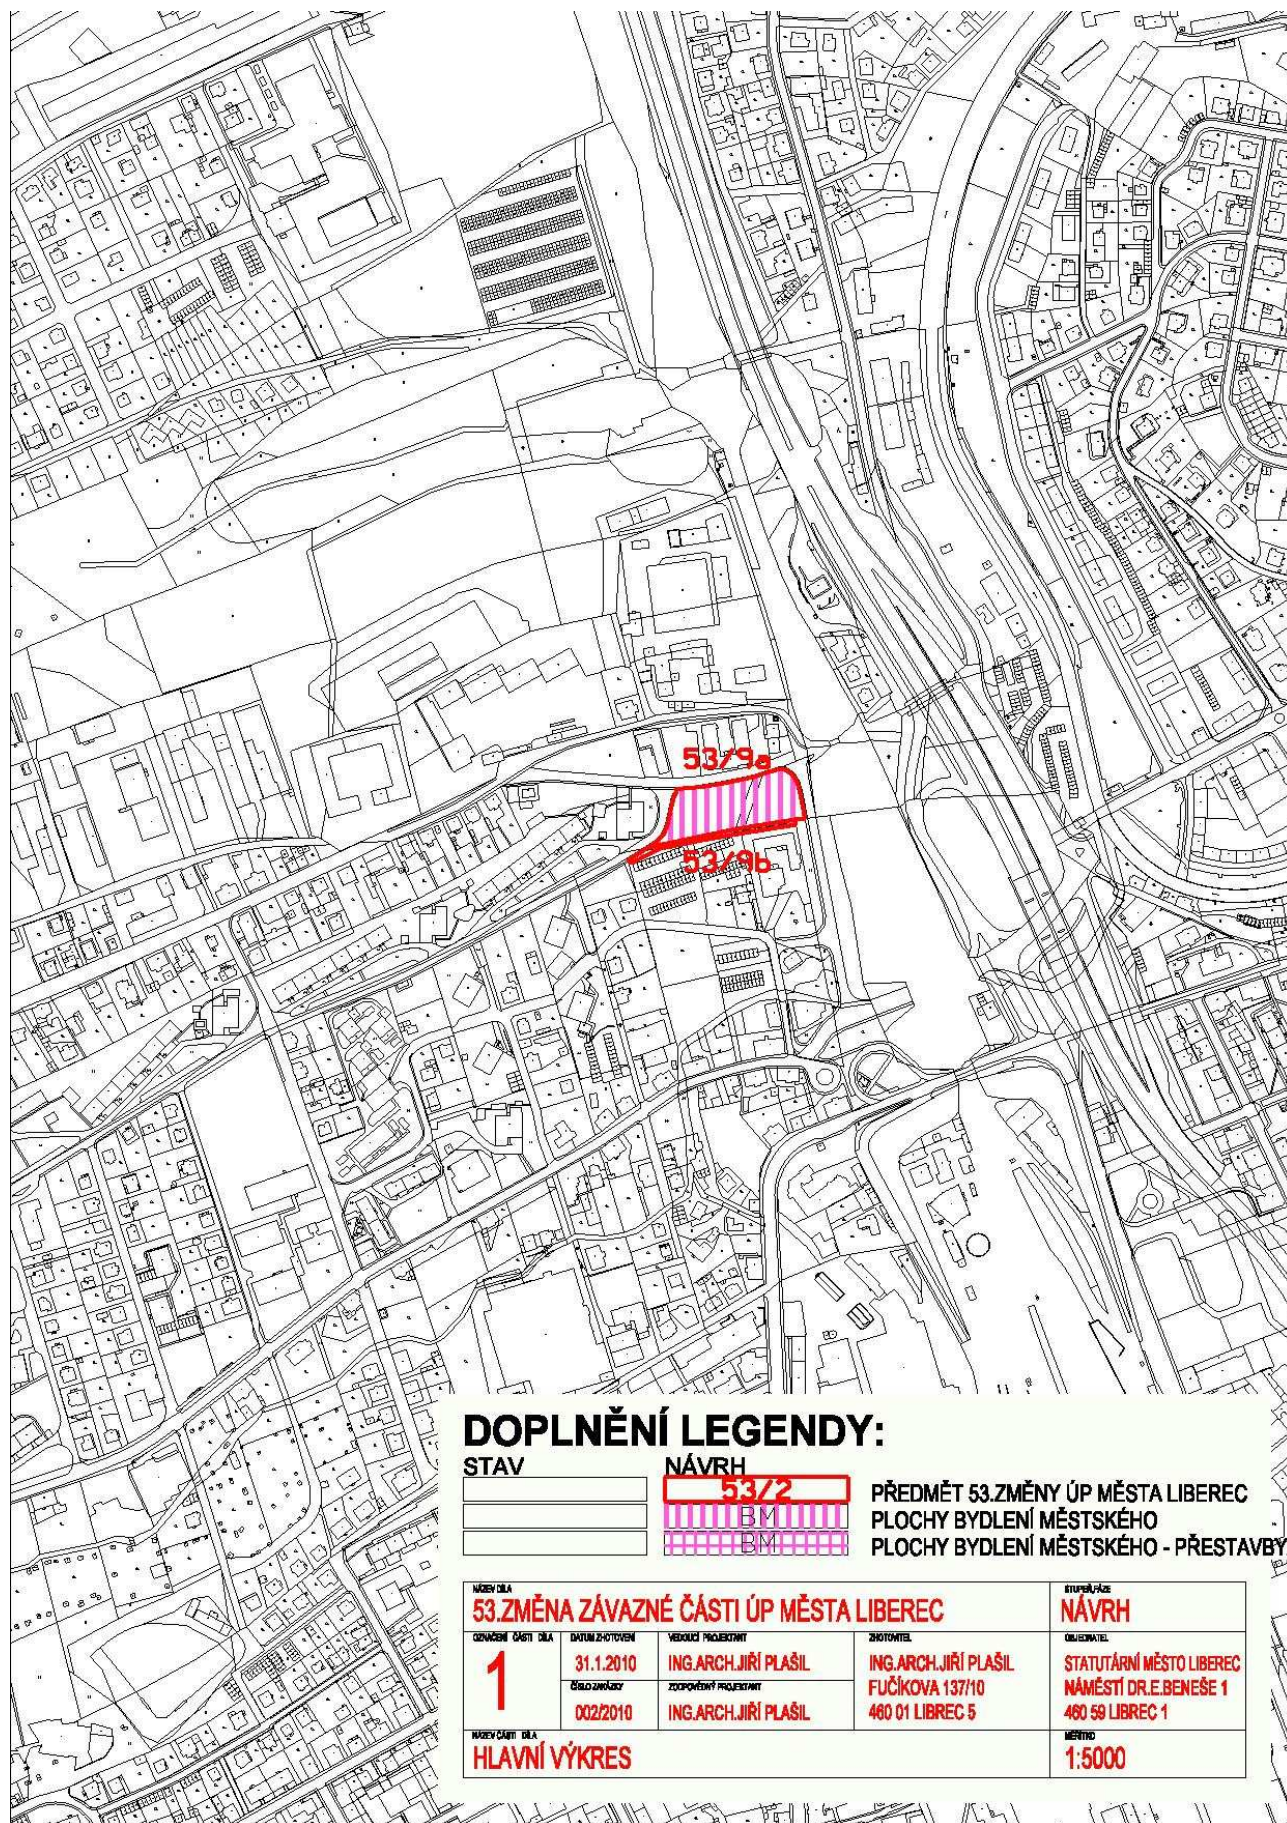 53/9a
53/9b
DOPLNĚNÍ LEGENDY:
STAV NÁVRH
53/2 PŘEDMĚT 53.ZMĚNY ÚP MĚSTA LIBEREC
BM PLOCHY BYDLENÍ MĚSTSKÉHO
BM PLOCHY BYDLENÍ MĚSTSKÉHO - PŘESTAVBY
NÁZEV DÍLA STUPEŇ/FÁZE
53.ZMĚNA ZÁVAZNÉ ČÁSTI ÚP MĚSTA LIBEREC NÁVRH
OZNAČENÍ ČÁSTI DÍLA DATUM ZHOTOVENÍ VEDOUCÍ PROJEKTANT ZHOTOVITEL OBJEDNATEL
1 31.1.2010 ING.ARCH.JIŘÍ PLAŠIL ING.ARCH.JIŘÍ PLAŠIL STATUTÁRNÍ MĚSTO LIBEREC
ČÍSLO ZAKÁZKY ZODPOVĚDNÝ PROJEKTANT FUČÍKOVA 137/10 NÁMĚSTÍ DR.E.BENEŠE 1
002/2010 ING.ARCH.JIŘÍ PLAŠIL 460 01 LIBREC 5 460 59 LIBREC 1
NÁZEV ČÁSTI DÍLA MĚŘÍTKO
HLAVNÍ VÝKRES 1:5000